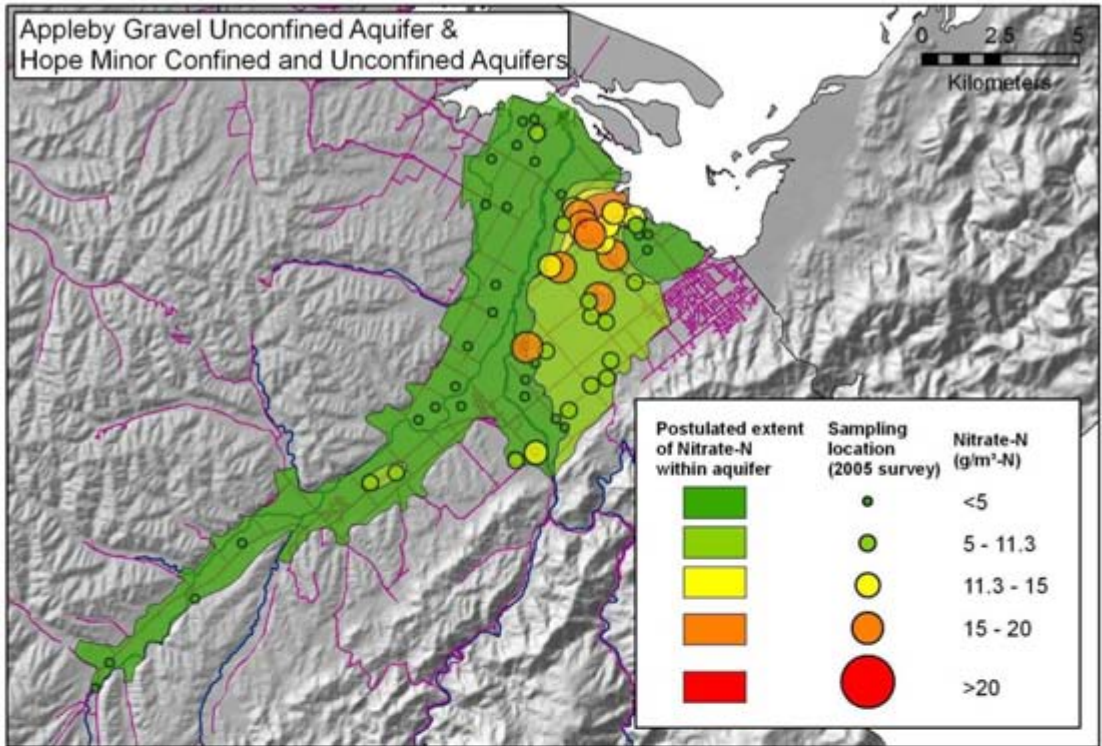 Appleby Gravel Unconfined Aquifer &
Hope Minor Confined and Unconfined Aquifers
0 2.5 5
Kilometers
Postulated extent
of Nitrate-N
within aquifer
Sampling
location
(2005 survey)
Nitrate-N
(g/m³-N)
<5
5 - 11.3
11.3 - 15
15 - 20
>20